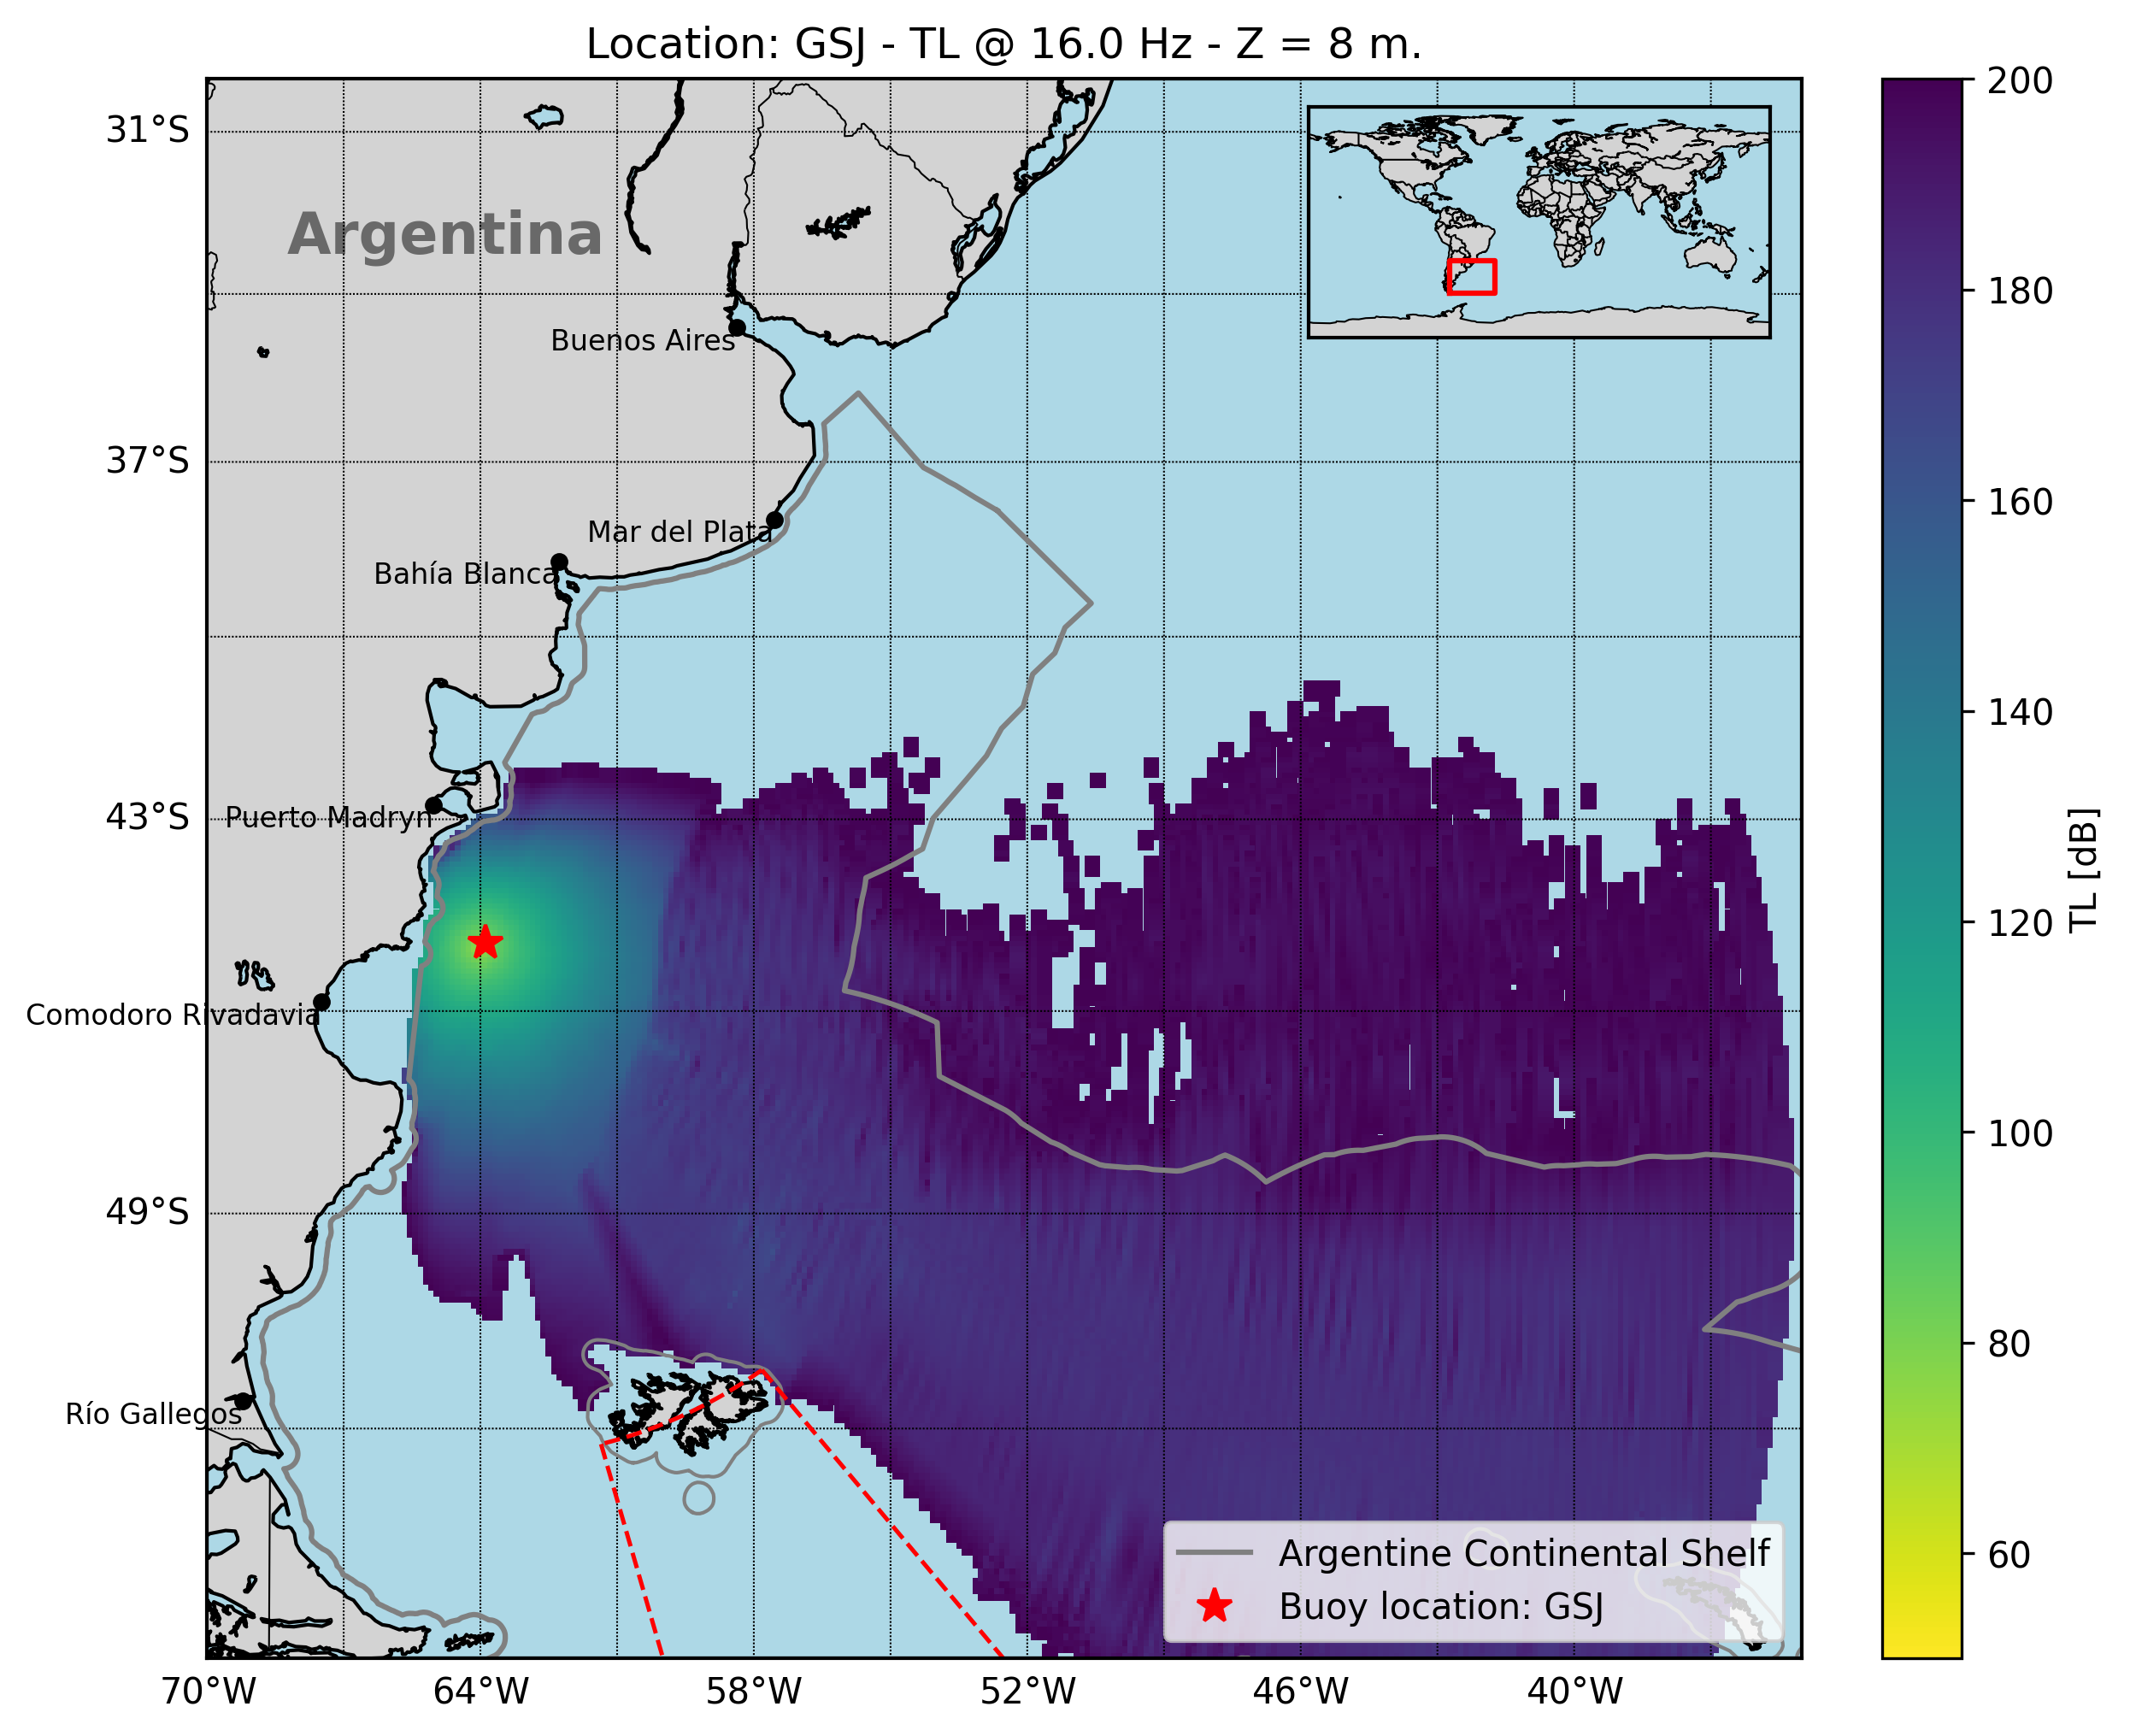 Location: GSJ - TL @ 16.0 Hz - Z = 8 m.
31°S
37°S
43°S
49°S
Argentina
Buenos Aires
Mar del Plata
Bahía Blanca
Puerto Madryn
Comodoro Rivadavia
Río Gallegos
Argentine Continental Shelf
Buoy location: GSJ
70°W 64°W 58°W 52°W 46°W 40°W
200
180
160
140
120
100
80
60
TL [dB]